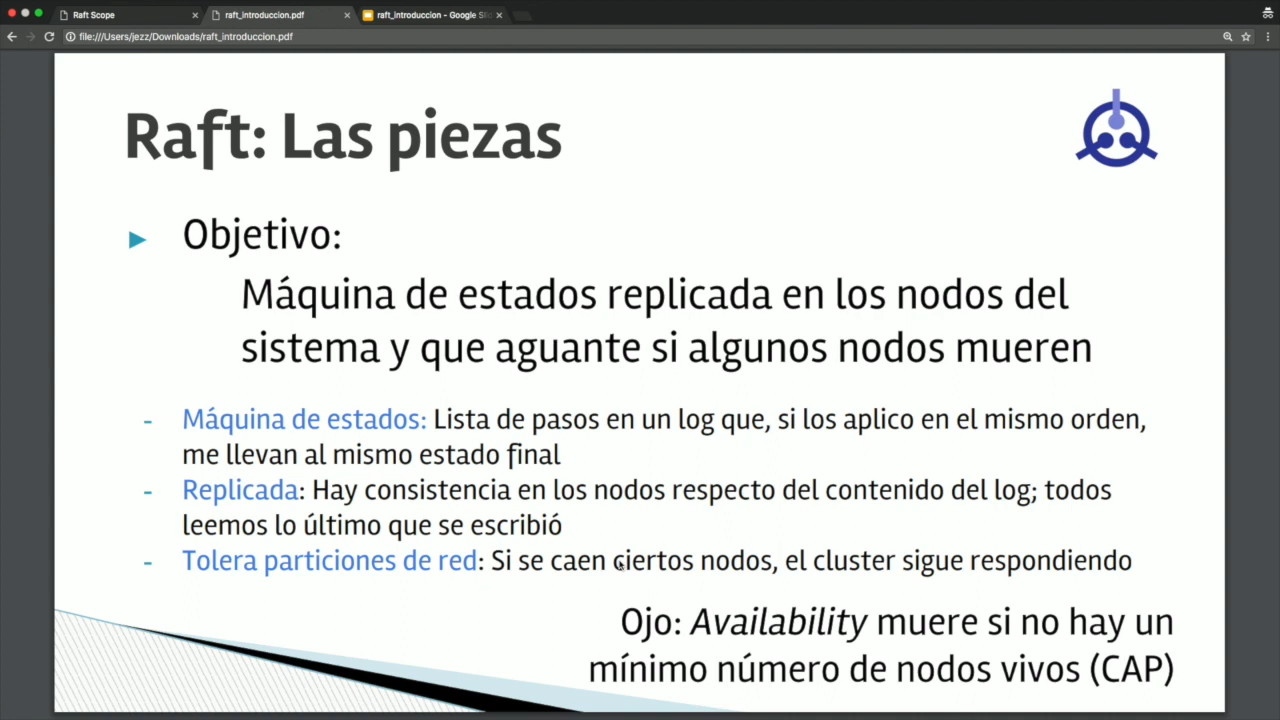 Raft Scope
raft_introduccion.pdf
raft_introduccion - Google Sli
file:///Users/jezz/Downloads/raft_introduccion.pdf
Raft: Las piezas
Objetivo:
Máquina de estados replicada en los nodos del
sistema y que aguante si algunos nodos mueren
- Máquina de estados: Lista de pasos en un log que, si los aplico en el mismo orden,
me llevan al mismo estado final
- Replicada: Hay consistencia en los nodos respecto del contenido del log; todos
leemos lo último que se escribió
- Tolera particiones de red: Si se caen ciertos nodos, el cluster sigue respondiendo
Ojo: Availability muere si no hay un
mínimo número de nodos vivos (CAP)